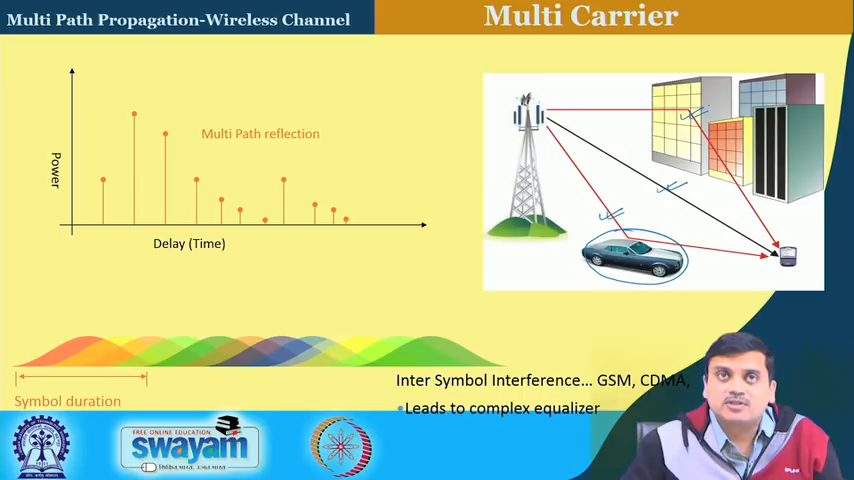 Multi Path Propagation-Wireless Channel
Multi Carrier
Power
Multi Path reflection
Delay (Time)
Symbol duration
Inter Symbol Interference... GSM, CDMA,
•Leads to complex equalizer
FREE ONLINE EDUCATION
swayam